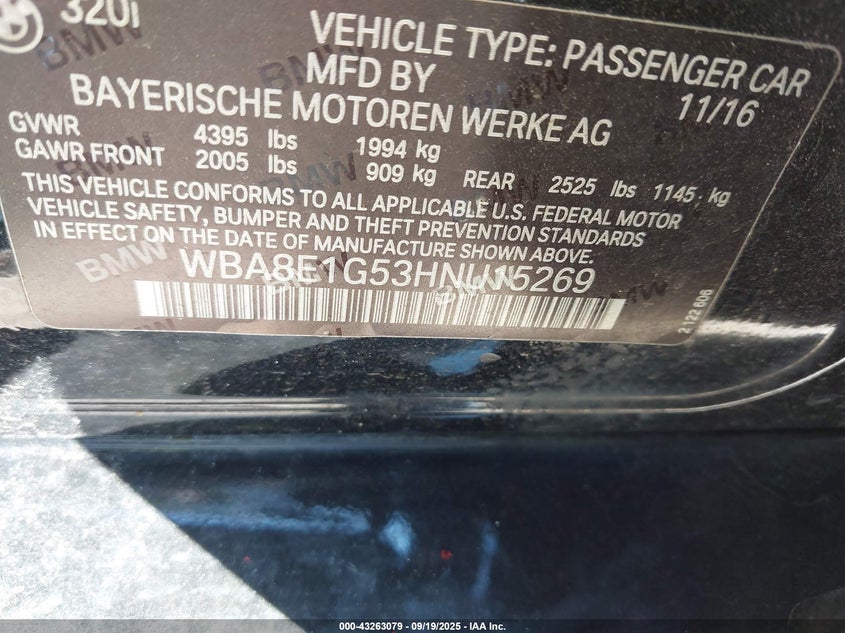 320i
VEHICLE TYPE: PASSENGER CAR
MFD BY 11/16
BAYERISCHE MOTOREN WERKE AG
GVWR 4395 lbs 1994 kg
GAWR FRONT 2005 lbs 909 kg REAR 2525 lbs 1145. kg
THIS VEHICLE CONFORMS TO ALL APPLICABLE U.S. FEDERAL MOTOR
VEHICLE SAFETY, BUMPER AND THEFT PREVENTION STANDARDS
IN EFFECT ON THE DATE OF MANUFACTURE SHOWN ABOVE.
WBA8E1G53HNU15269
2 122 606
000-43263079 - 09/19/2025 - IAA Inc.